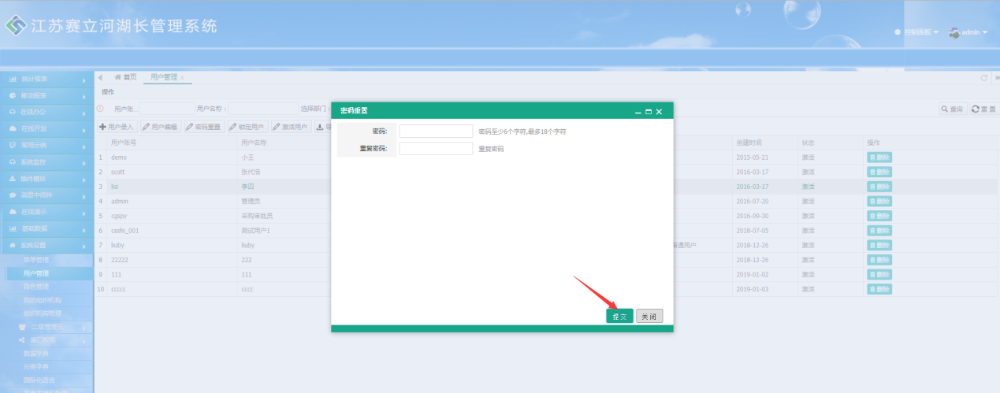 江苏赛立河湖长管理系统
控制面板 admin
统计报表
移动报表
在线办公
在线开发
常用示例
系统监控
插件模块
消息中间件
在线演示
基础数据
系统设置
菜单管理
用户管理
角色管理
我的组织机构
组织机构管理
二级管理员
接口权限
数据字典
分类字典
国际化语言
首页 用户管理
操作
用户账 用户名称: 选择部门:
查询 重置
用户录入 用户编辑 密码重置 锁定用户 激活用户
用户账号 用户名称 创建时间 状态 操作
1 demo 小王 2015-05-21 激活 删除
2 scott 张代浩 2016-03-17 激活 删除
3 lisi 李四 2016-03-17 激活 删除
4 admin 管理员 2016-07-20 激活 删除
5 cgspy 采购审批员 2016-09-30 激活 删除
6 ceshi_001 测试用户1 2018-07-05 激活 删除
7 liuby liuby 普通用户 2018-12-26 激活 删除
8 22222 222 2018-12-26 激活 删除
9 111 111 2019-01-02 激活 删除
10 ccccc cccc 2019-01-03 激活 删除
密码重置
密码: 密码至少6个字符,最多18个字符
重复密码: 重复密码
提交 关闭